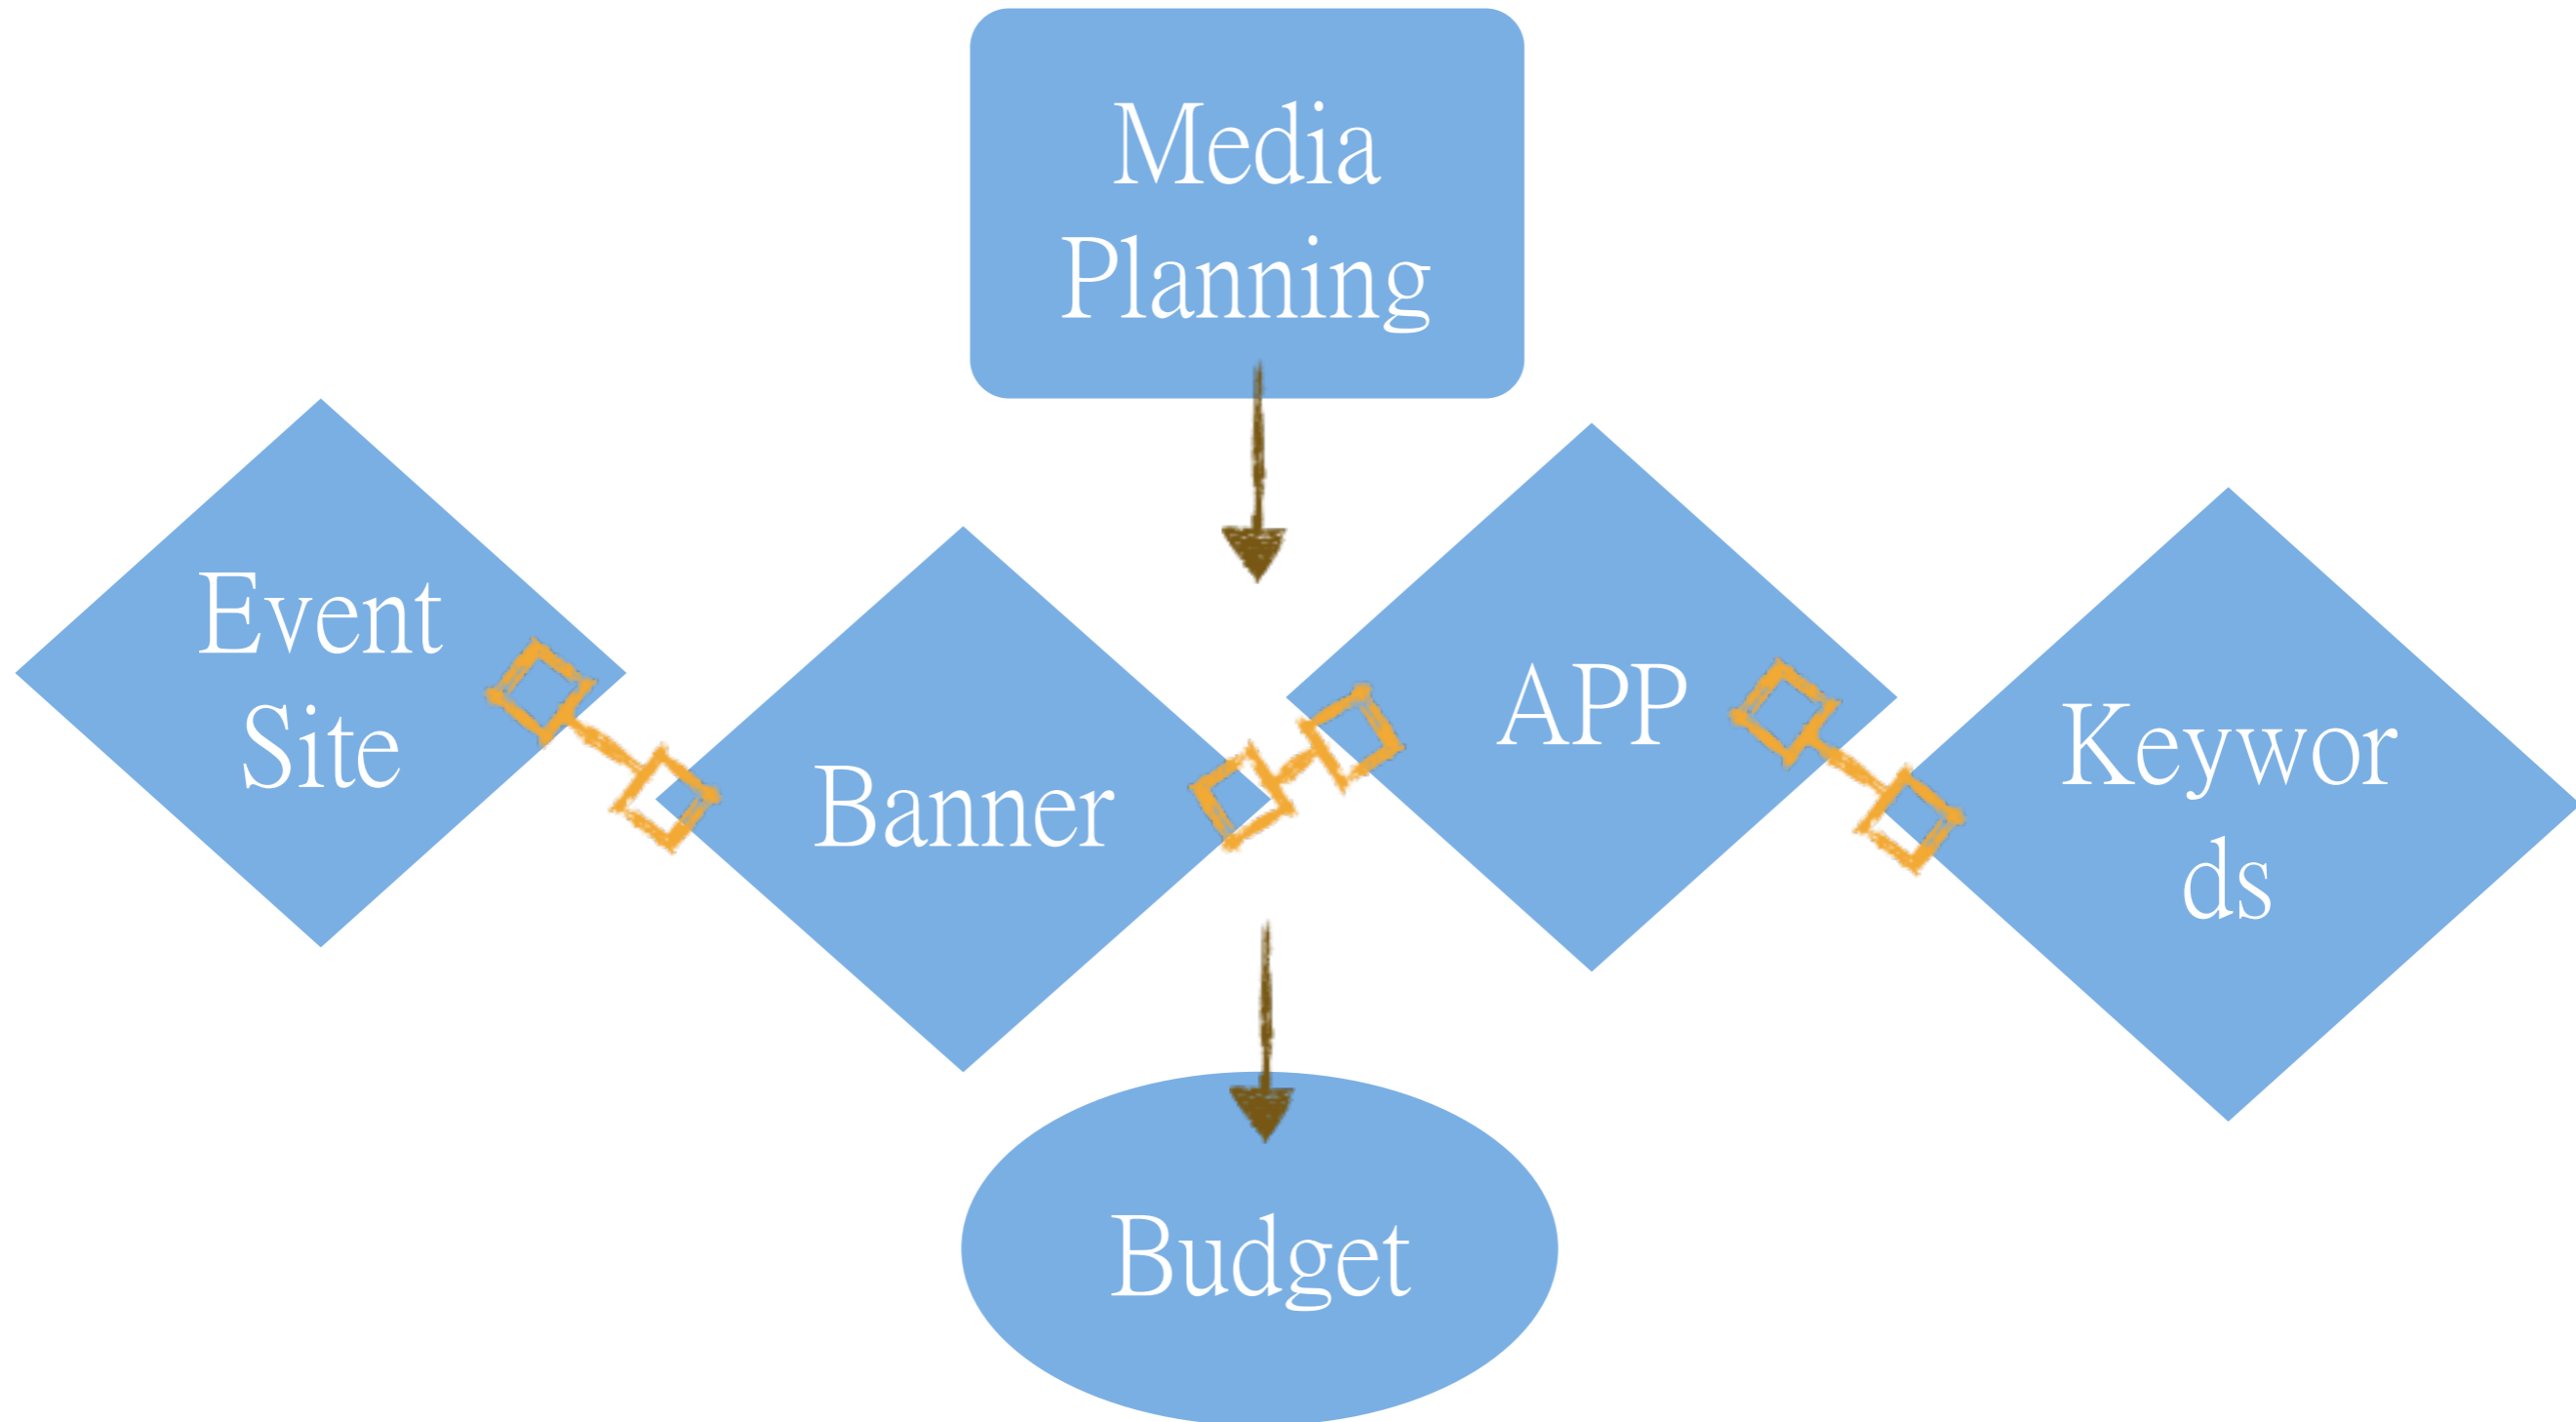 Media
Planning
Event
Site
Banner
APP
Keywor
ds
Budget